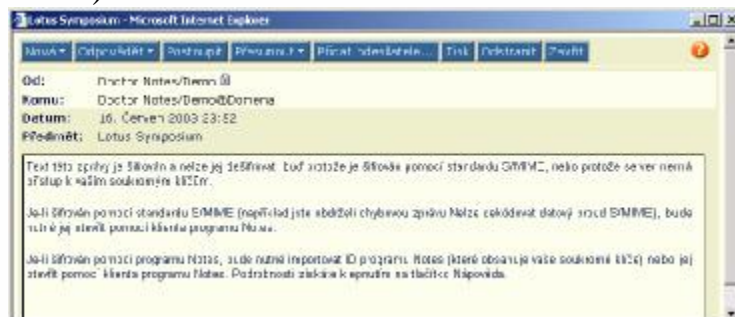 Lotus Symposium - Microsoft Internet Explorer
Nová Odpovědět Postoupit Přesunout Přidat odesílatele... Tisk Odstranit Zavřít
Od: Doctor Notes/Demo
Komu: Doctor Notes/Demo@Domena
Datum: 16. Červen 2003 23:52
Předmět: Lotus Symposium
Text této zprávy je šifrován a nelze jej dešifrovat buď protože je šifrován pomocí standardu S/MIME, nebo protože server nemá
přístup k vašim soukromým klíčům.
Je-li šifrován pomocí standardu S/MIME (například jste obdrželi chybovou zprávu Nelze dekódovat datový proud S/MIME), bude
nutné jej otevřít pomocí klienta programu Notes.
Je-li šifrován pomocí programu Notes, bude nutné importovat ID programu Notes (které obsahuje vaše soukromé klíče) nebo jej
otevřít pomocí klienta programu Notes. Podrobnosti získáte klepnutím na tlačítko Nápověda.